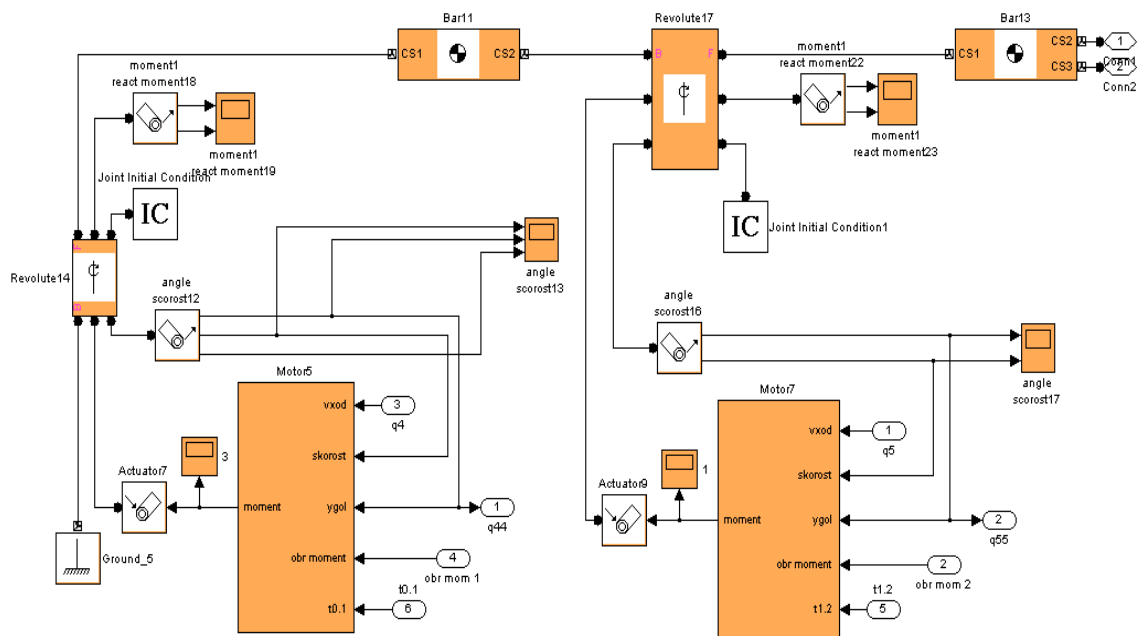 Bar11
Revolute17
Bar13
CS1
CS2
B
F
CS1
CS2
1
Conn1
CS3
2
Conn2
moment1
react moment18
moment1
react moment22
moment1
react moment19
moment1
react moment23
Joint Initial Condition
IC
IC
Joint Initial Condition1
F
Revolute14
B
angle
scorost12
angle
scorost13
angle
scorost16
angle
scorost17
Motor5
Motor7
vxod
3
q4
vxod
1
q5
skorost
skorost
Actuator7
3
Actuator9
1
moment
ygol
1
q44
moment
ygol
2
q55
Ground_5
obr moment
4
obr mom 1
obr moment
2
obr mom 2
t0.1
t0.1
6
t1.2
t1.2
5